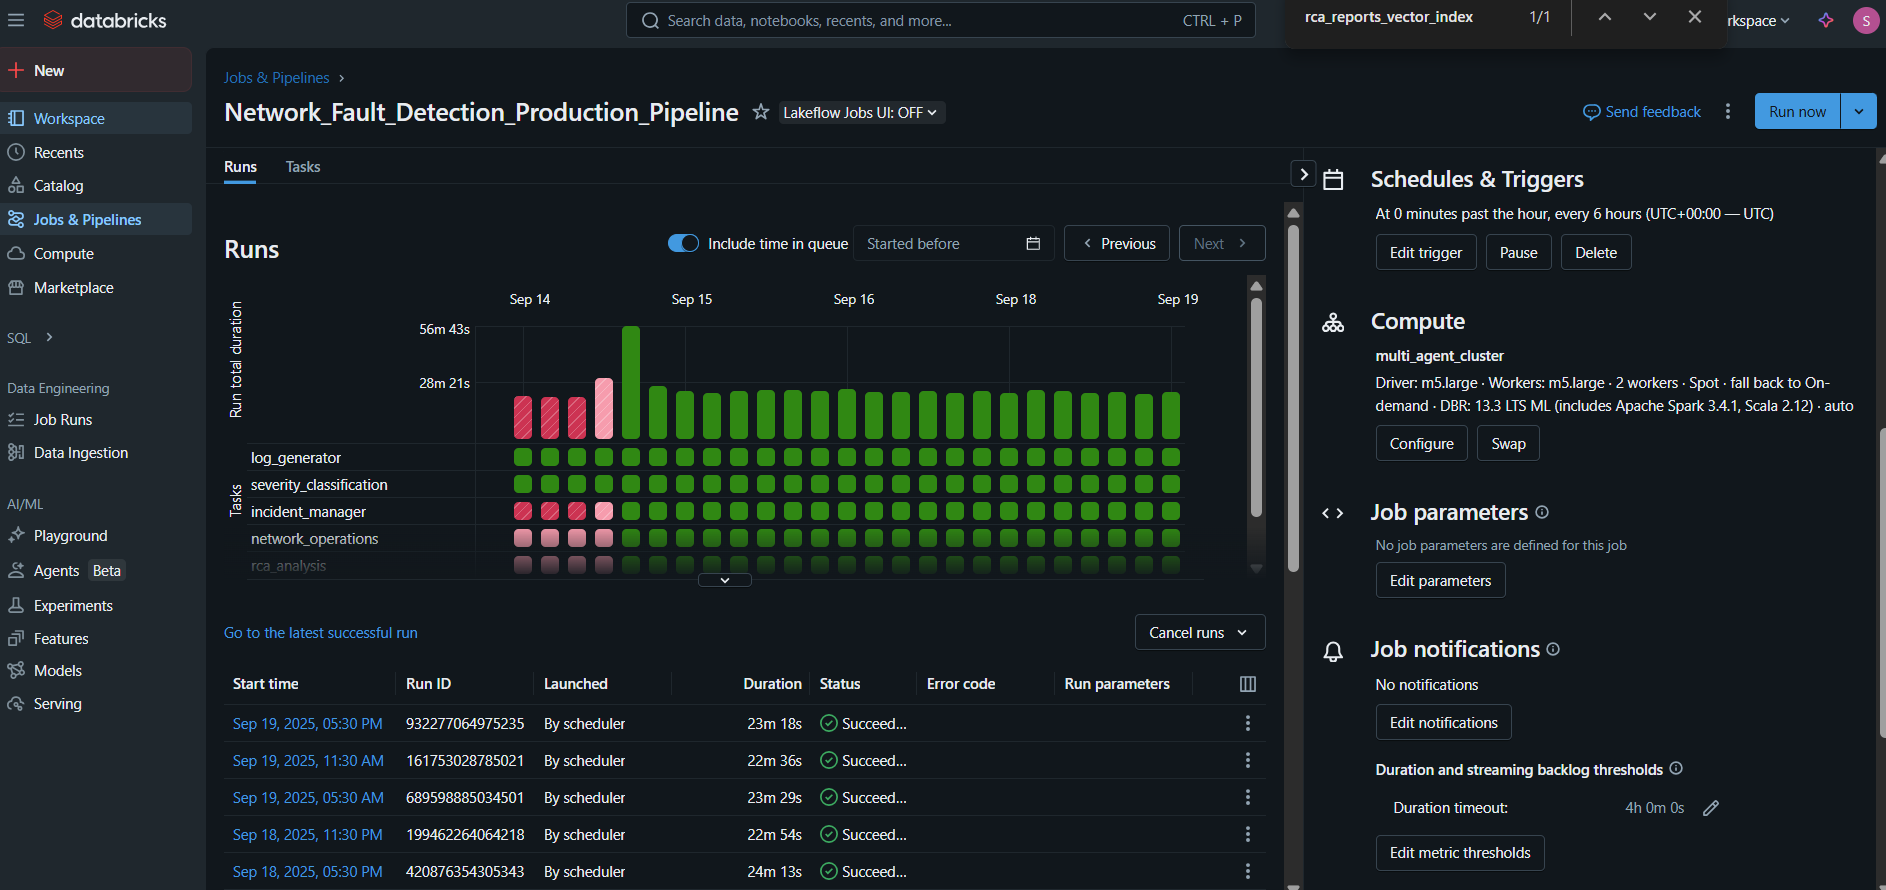 databricks
Search data, notebooks, recents, and more...
CTRL + P
rca_reports_vector_index
1/1
rkspace
S
New
Workspace
Recents
Catalog
Jobs & Pipelines
Compute
Marketplace
SQL
Data Engineering
Job Runs
Data Ingestion
AI/ML
Playground
Agents Beta
Experiments
Features
Models
Serving
Jobs & Pipelines
Network_Fault_Detection_Production_Pipeline
Lakeflow Jobs UI: OFF
Send feedback
Run now
Runs Tasks
Runs
Include time in queue
Started before
Previous
Next
Sep 14 Sep 15 Sep 16 Sep 18 Sep 19
Run total duration
56m 43s
28m 21s
Tasks
log_generator
severity_classification
incident_manager
network_operations
rca_analysis
Go to the latest successful run
Cancel runs
Start time Run ID Launched Duration Status Error code Run parameters
Sep 19, 2025, 05:30 PM 932277064975235 By scheduler 23m 18s Succeed...
Sep 19, 2025, 11:30 AM 161753028785021 By scheduler 22m 36s Succeed...
Sep 19, 2025, 05:30 AM 689598885034501 By scheduler 23m 29s Succeed...
Sep 18, 2025, 11:30 PM 199462264064218 By scheduler 22m 54s Succeed...
Sep 18, 2025, 05:30 PM 420876354305343 By scheduler 24m 13s Succeed...
Schedules & Triggers
At 0 minutes past the hour, every 6 hours (UTC+00:00 — UTC)
Edit trigger Pause Delete
Compute
multi_agent_cluster
Driver: m5.large · Workers: m5.large · 2 workers · Spot · fall back to On-
demand · DBR: 13.3 LTS ML (includes Apache Spark 3.4.1, Scala 2.12) · auto
Configure Swap
Job parameters
No job parameters are defined for this job
Edit parameters
Job notifications
No notifications
Edit notifications
Duration and streaming backlog thresholds
Duration timeout: 4h 0m 0s
Edit metric thresholds